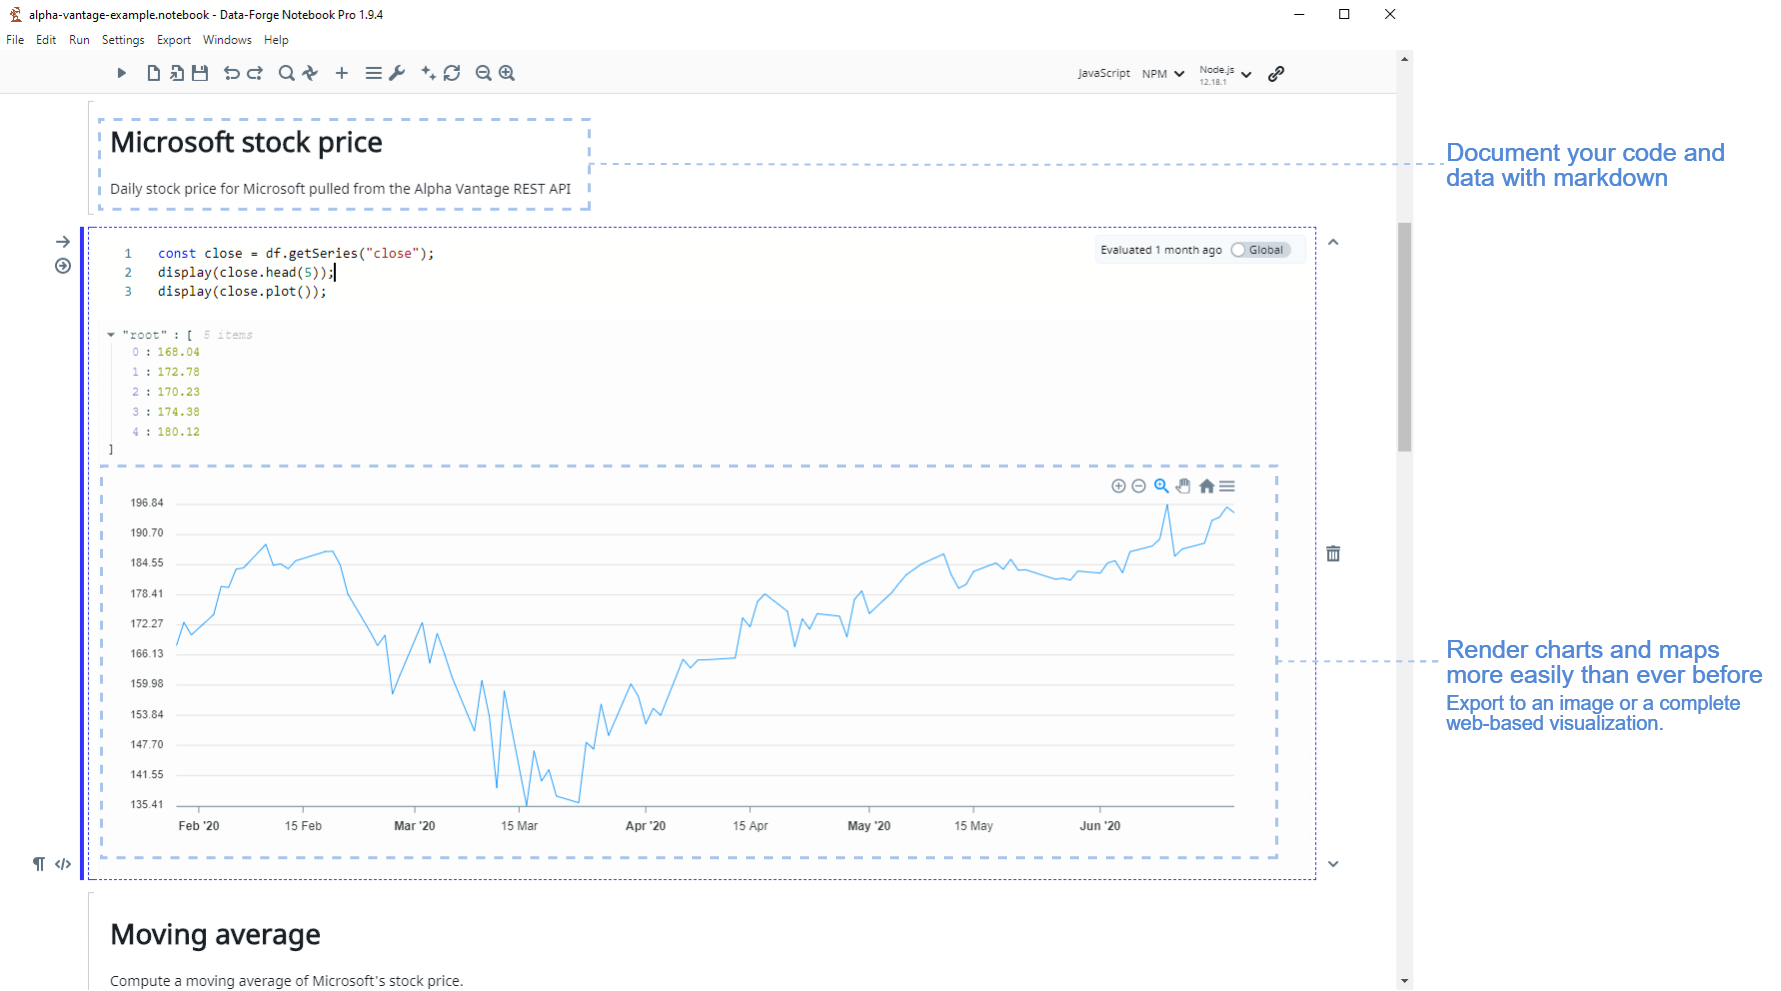 alpha-vantage-example.notebook - Data-Forge Notebook Pro 1.9.4
File Edit Run Settings Export Windows Help
JavaScript NPM Node.js
12.18.1
Microsoft stock price
Daily stock price for Microsoft pulled from the Alpha Vantage REST API
Document your code and
data with markdown
Evaluated 1 month ago Global
1 const close = df.getSeries("close");
2 display(close.head(5));
3 display(close.plot());
"root" : [ 5 items
0 : 168.04
1 : 172.78
2 : 170.23
3 : 174.38
4 : 180.12
]
196.84
190.70
184.55
178.41
172.27
166.13
159.98
153.84
147.70
141.55
135.41
Feb '20 15 Feb Mar '20 15 Mar Apr '20 15 Apr May '20 15 May Jun '20
Render charts and maps
more easily than ever before
Export to an image or a complete
web-based visualization.
Moving average
Compute a moving average of Microsoft's stock price.